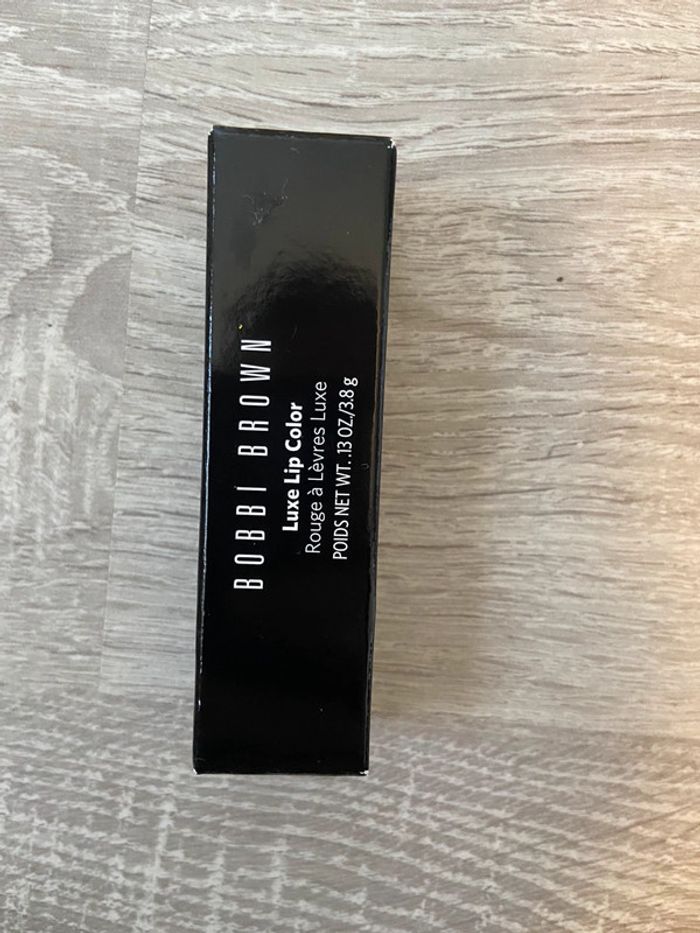 BOBBI BROWN
Luxe Lip Color
Rouge à Lèvres Luxe
POIDS NET WT. .13 OZ./3.8 g